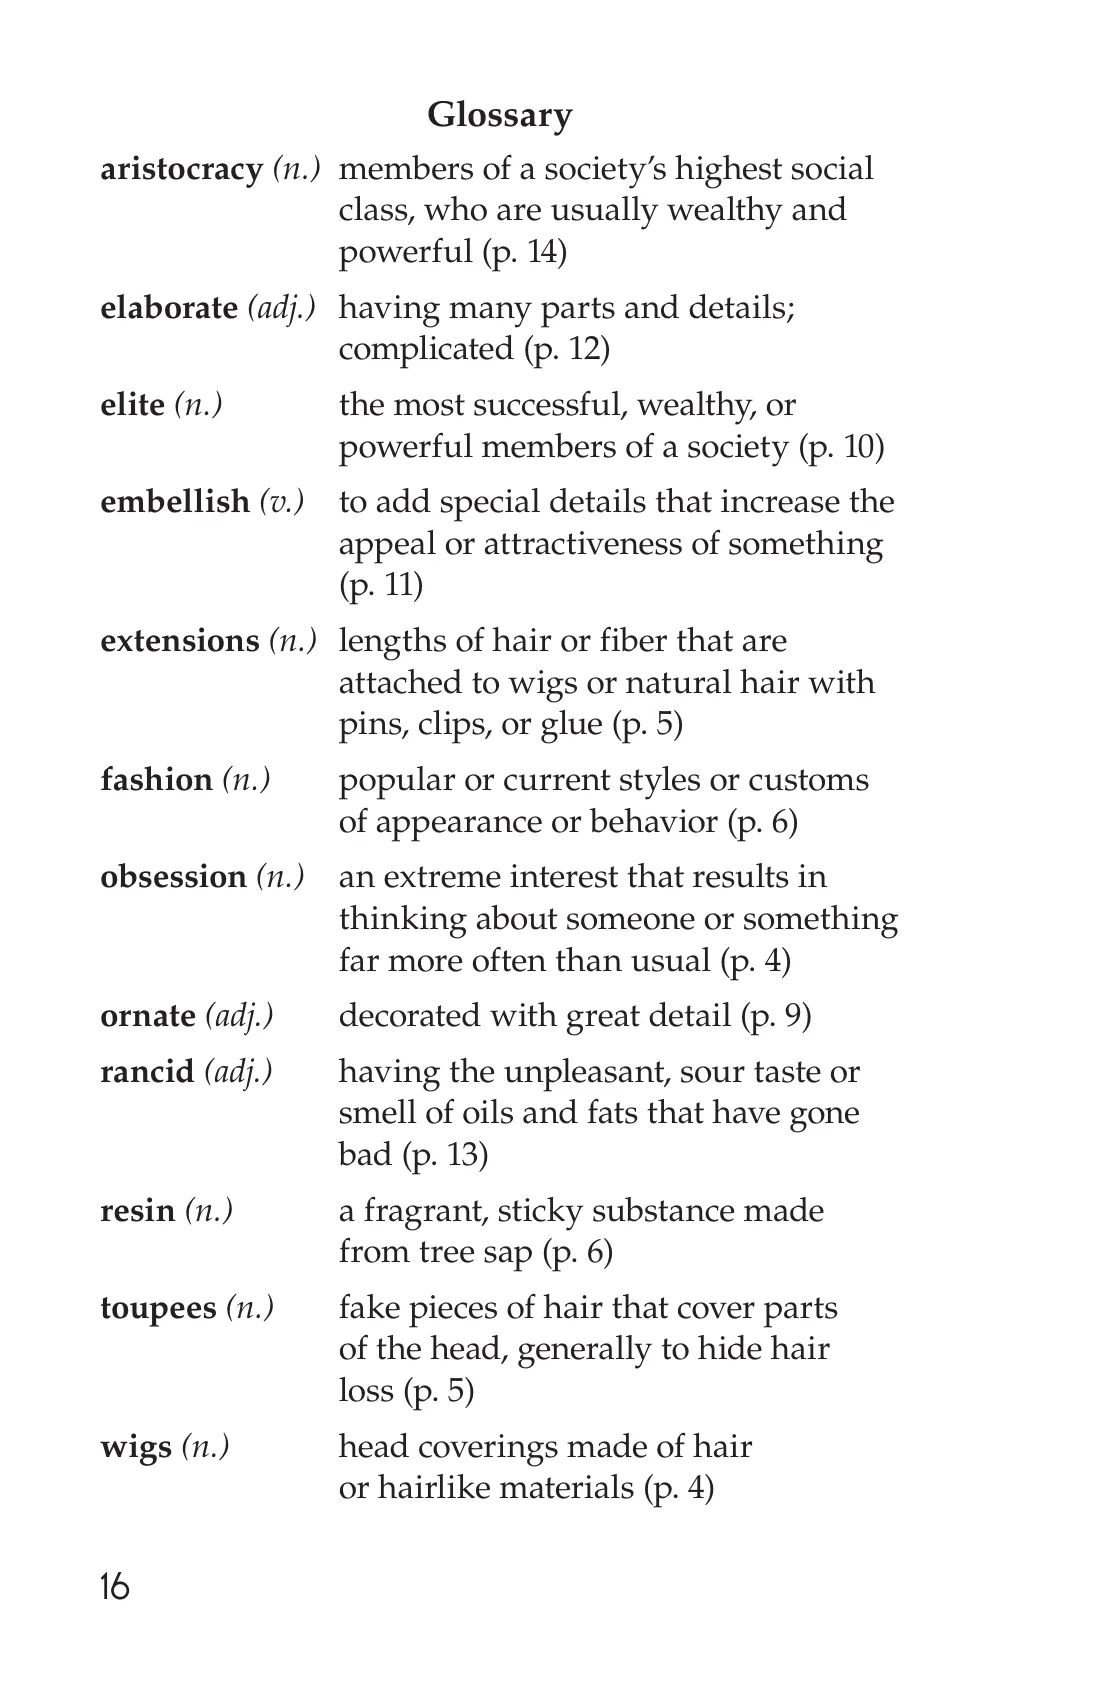 Glossary
aristocracy (n.) members of a society’s highest social
class, who are usually wealthy and
powerful (p. 14)
elaborate (adj.) having many parts and details;
complicated (p. 12)
elite (n.) the most successful, wealthy, or
powerful members of a society (p. 10)
embellish (v.) to add special details that increase the
appeal or attractiveness of something
(p. 11)
extensions (n.) lengths of hair or fiber that are
attached to wigs or natural hair with
pins, clips, or glue (p. 5)
fashion (n.) popular or current styles or customs
of appearance or behavior (p. 6)
obsession (n.) an extreme interest that results in
thinking about someone or something
far more often than usual (p. 4)
ornate (adj.) decorated with great detail (p. 9)
rancid (adj.) having the unpleasant, sour taste or
smell of oils and fats that have gone
bad (p. 13)
resin (n.) a fragrant, sticky substance made
from tree sap (p. 6)
toupees (n.) fake pieces of hair that cover parts
of the head, generally to hide hair
loss (p. 5)
wigs (n.) head coverings made of hair
or hairlike materials (p. 4)
16